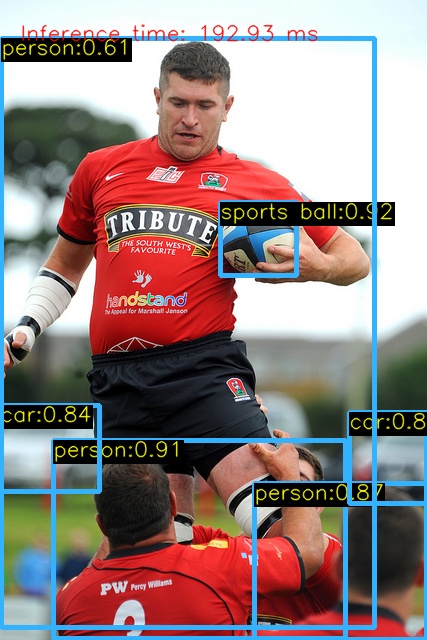 Inference time: 192.93 ms
person:0.61
sports ball:0.92
TRIBUTE
THE SOUTH WEST'S
FAVOURITE
handstand
The Appeal for Marshall Janson
car:0.84
car:0.8
person:0.91
person:0.87
PW Percy Williams